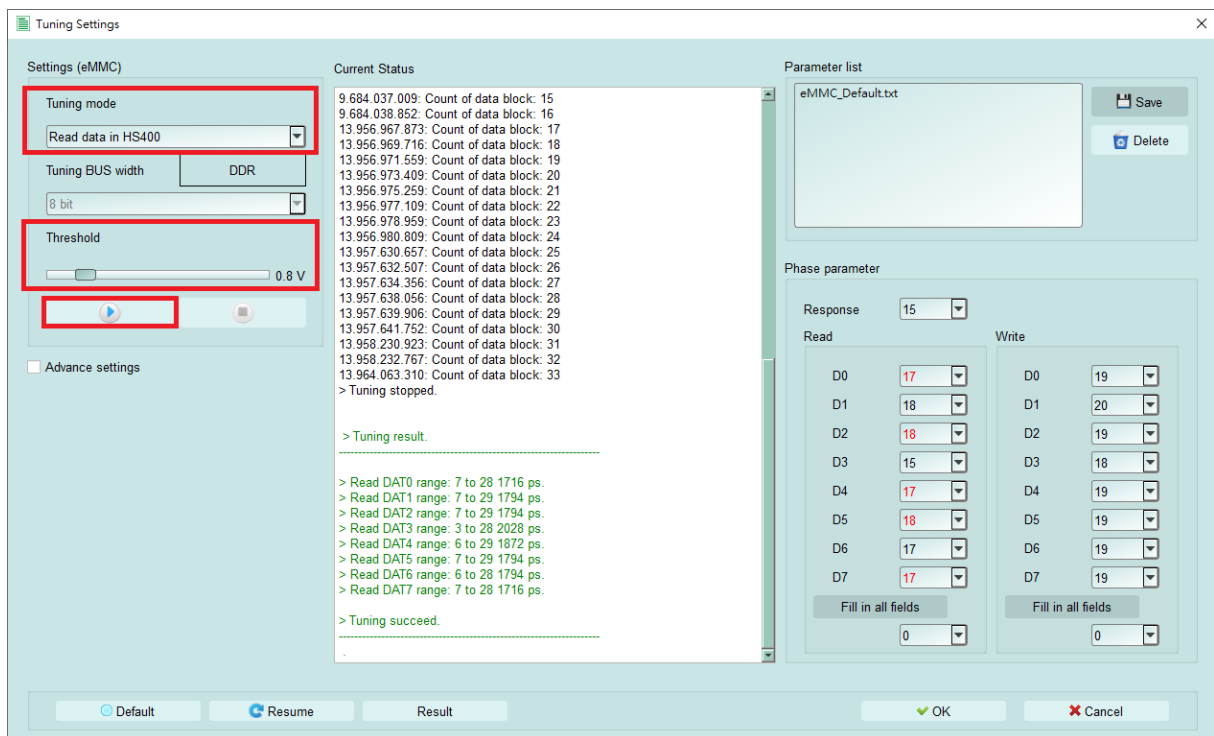 Tuning Settings
Settings (eMMC)
Tuning mode
Read data in HS400
Tuning BUS width
DDR
8 bit
Threshold
0.8 V
Advance settings
Current Status
9.684.037.009: Count of data block: 15
9.684.038.852: Count of data block: 16
13.956.967.873: Count of data block: 17
13.956.969.716: Count of data block: 18
13.956.971.559: Count of data block: 19
13.956.973.409: Count of data block: 20
13.956.975.259: Count of data block: 21
13.956.977.109: Count of data block: 22
13.956.978.959: Count of data block: 23
13.956.980.809: Count of data block: 24
13.957.630.657: Count of data block: 25
13.957.632.507: Count of data block: 26
13.957.634.356: Count of data block: 27
13.957.638.056: Count of data block: 28
13.957.639.906: Count of data block: 29
13.957.641.752: Count of data block: 30
13.958.230.923: Count of data block: 31
13.958.232.767: Count of data block: 32
13.964.063.310: Count of data block: 33
> Tuning stopped.
> Tuning result.
------------------------------------------------------------------
> Read DAT0 range: 7 to 28 1716 ps.
> Read DAT1 range: 7 to 29 1794 ps.
> Read DAT2 range: 7 to 29 1794 ps.
> Read DAT3 range: 3 to 28 2028 ps.
> Read DAT4 range: 6 to 29 1872 ps.
> Read DAT5 range: 7 to 29 1794 ps.
> Read DAT6 range: 6 to 28 1794 ps.
> Read DAT7 range: 7 to 28 1716 ps.
> Tuning succeed.
------------------------------------------------------------------
.
Parameter list
eMMC_Default.txt
Save
Delete
Phase parameter
Response 15
Read Write
D0 17 D0 19
D1 18 D1 20
D2 18 D2 19
D3 15 D3 18
D4 17 D4 19
D5 18 D5 19
D6 17 D6 19
D7 17 D7 19
Fill in all fields Fill in all fields
0 0
Default Resume Result OK Cancel